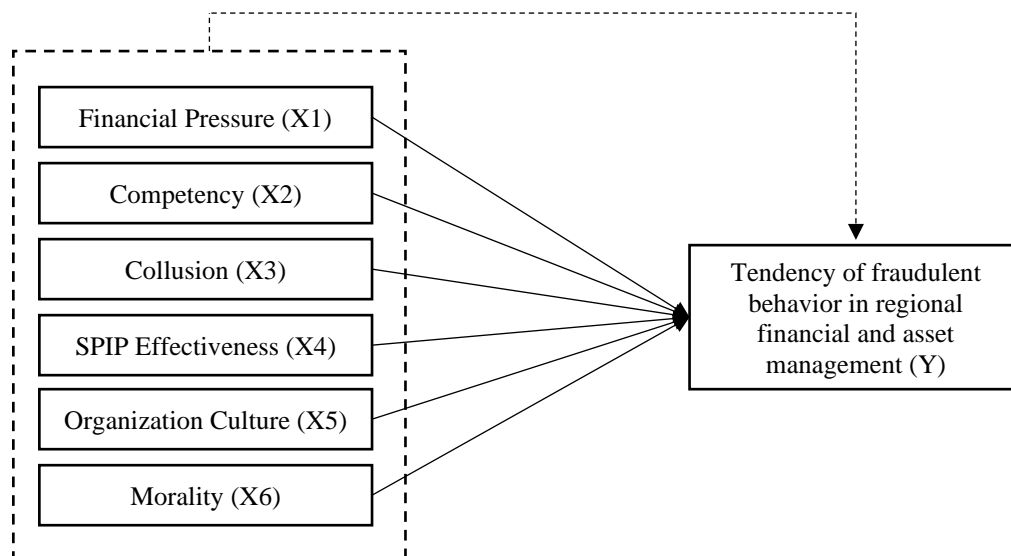 Financial Pressure (X1)
Competency (X2)
Collusion (X3)
SPIP Effectiveness (X4)
Organization Culture (X5)
Morality (X6)
Tendency of fraudulent
behavior in regional
financial and asset
management (Y)